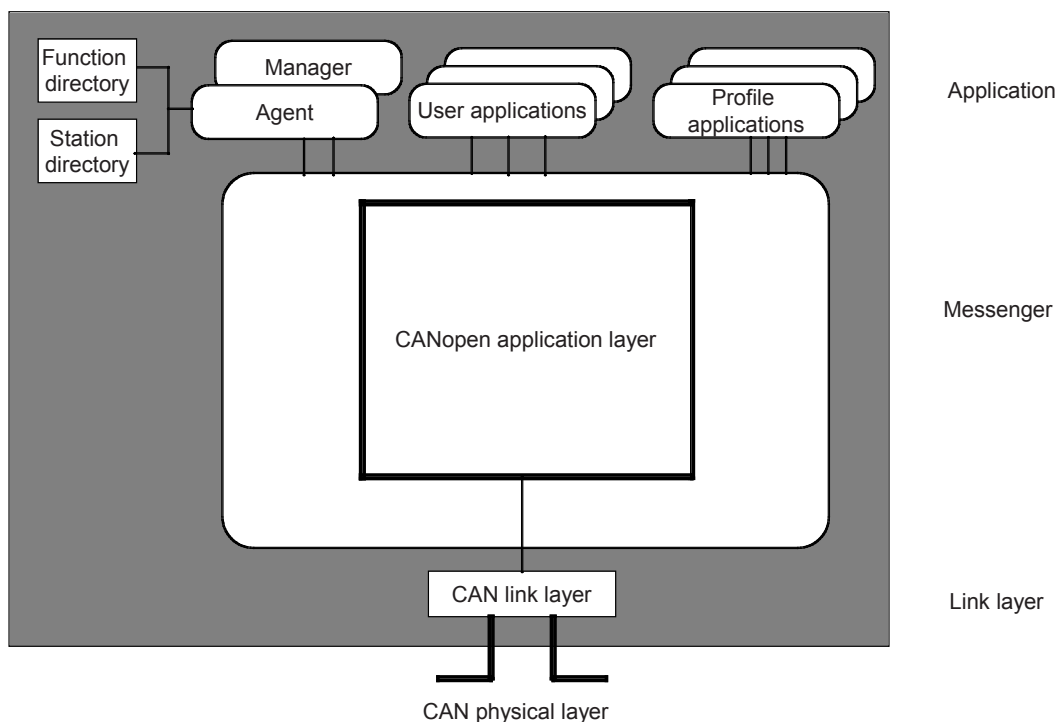 Function
directory
Manager
Agent
User applications
Profile
applications
Application
Station
directory
CANopen application layer
Messenger
CAN link layer
Link layer
CAN physical layer